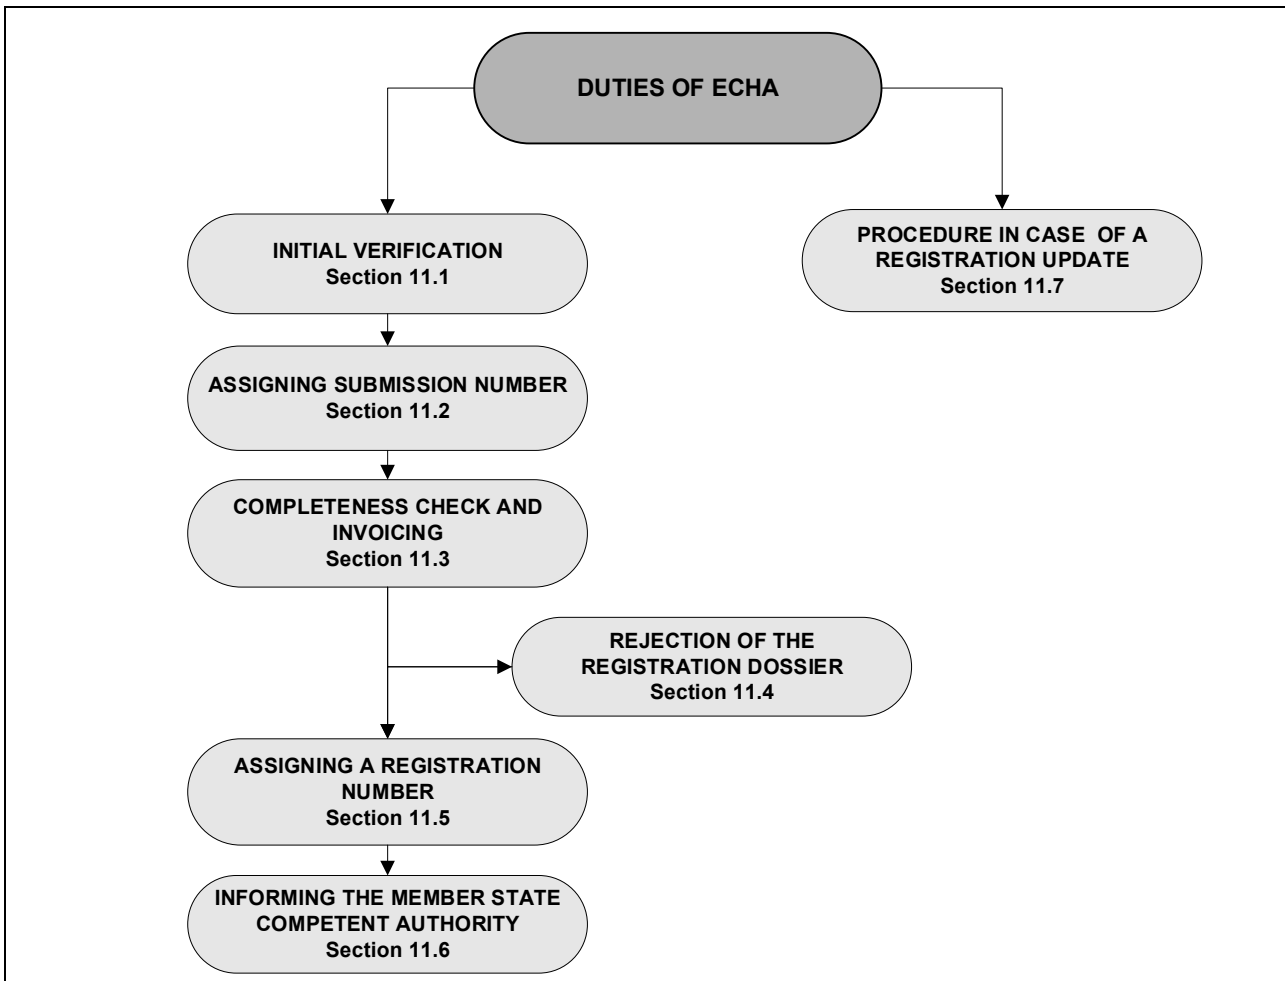 DUTIES OF ECHA
INITIAL VERIFICATION
Section 11.1
PROCEDURE IN CASE OF A
REGISTRATION UPDATE
Section 11.7
ASSIGNING SUBMISSION NUMBER
Section 11.2
COMPLETENESS CHECK AND
INVOICING
Section 11.3
REJECTION OF THE
REGISTRATION DOSSIER
Section 11.4
ASSIGNING A REGISTRATION
NUMBER
Section 11.5
INFORMING THE MEMBER STATE
COMPETENT AUTHORITY
Section 11.6